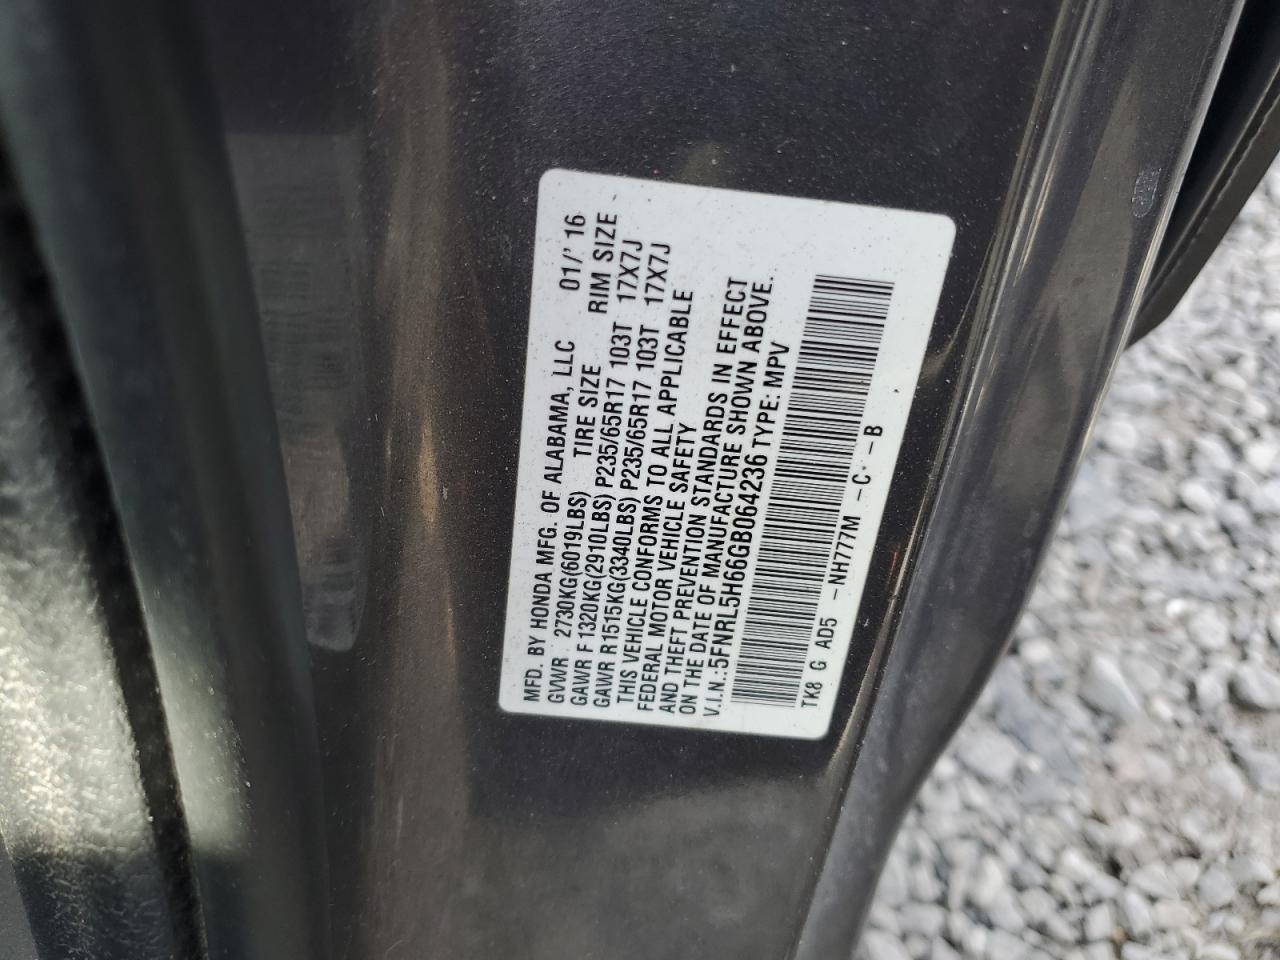 MFD. BY HONDA MFG. OF ALABAMA, LLC 01/' 16
GVWR 2730KG(6019LBS) TIRE SIZE RIM SIZE
GAWR F 1320KG(2910LBS) P235/65R17 103T 17X7J
GAWR R1515KG(3340LBS) P235/65R17 103T 17X7J
THIS VEHICLE CONFORMS TO ALL APPLICABLE
FEDERAL MOTOR VEHICLE SAFETY
AND THEFT PREVENTION STANDARDS IN EFFECT
ON THE DATE OF MANUFACTURE SHOWN ABOVE.
V.I.N.:5FNRL5H66GB064236 TYPE: MPV
TK8 G AD5 -NH777M -C -B